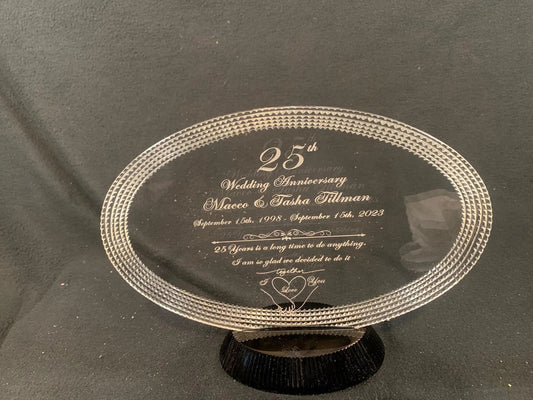 25th
Wedding Anniversary
Macco & Tasha Tillman
September 15th, 1998 - September 15th, 2023
25 Years is a long time to do anything.
I am so glad we decided to do it
together
I Love You